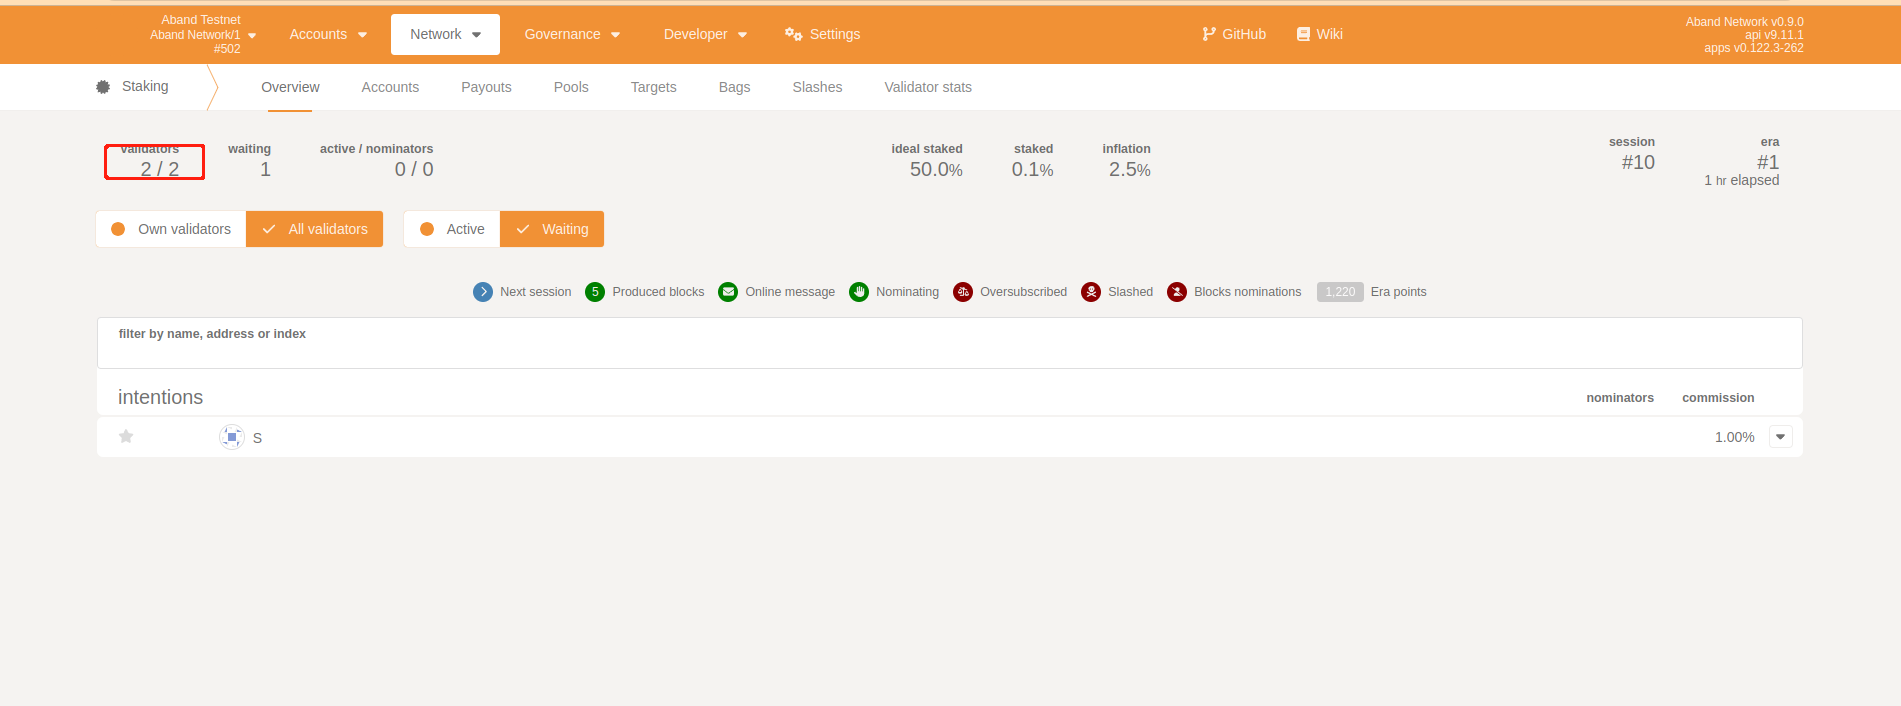 Aband Testnet
Aband Network/1
#502
Accounts
Network
Governance
Developer
Settings
GitHub
Wiki
Aband Network v0.9.0
api v9.11.1
apps v0.122.3-262
Staking
Overview
Accounts
Payouts
Pools
Targets
Bags
Slashes
Validator stats
validators
2 / 2
waiting
1
active / nominators
0 / 0
ideal staked
50.0%
staked
0.1%
inflation
2.5%
session
#10
era
#1
1 hr elapsed
Own validators
All validators
Active
Waiting
Next session
5 Produced blocks
Online message
Nominating
Oversubscribed
Slashed
Blocks nominations
1,220 Era points
filter by name, address or index
intentions
nominators
commission
S
1.00%